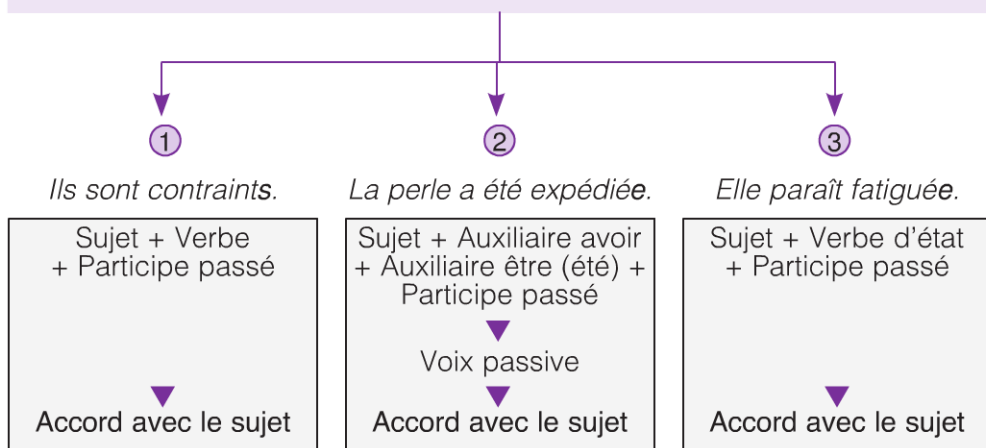 1
Ils sont contraints.
Sujet + Verbe
+ Participe passé
Accord avec le sujet
2
La perle a été expédiée.
Sujet + Auxiliaire avoir
+ Auxiliaire être (été) +
Participe passé
Voix passive
Accord avec le sujet
3
Elle paraît fatiguée.
Sujet + Verbe d'état
+ Participe passé
Accord avec le sujet